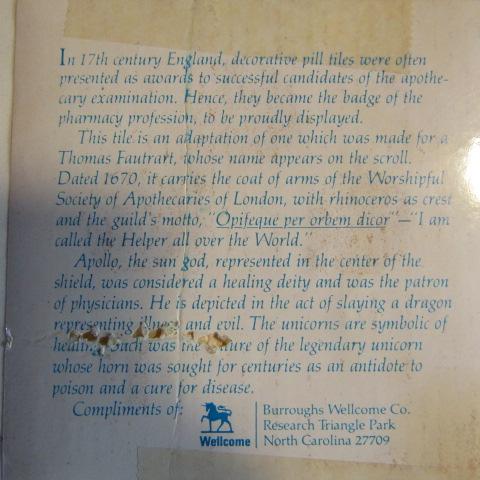 In 17th century England, decorative pill tiles were often
presented as awards to successful candidates of the apothe-
cary examination. Hence, they became the badge of the
pharmacy profession, to be proudly displayed.
This tile is an adaptation of one which was made for a
Thomas Fautrart, whose name appears on the scroll.
Dated 1670, it carries the coat of arms of the Worshipful
Society of Apothecaries of London, with rhinoceros as crest
and the guild's motto, "Opifeque per orbem dicor"—"I am
called the Helper all over the World."
Apollo, the sun god, represented in the center of the
shield, was considered a healing deity and was the patron
of physicians. He is depicted in the act of slaying a dragon
representing illness and evil. The unicorns are symbolic of
healing. Such was the of the legendary unicorn
whose horn was sought for centuries as an antidote to
poison and a cure for disease.
Compliments of:
Wellcome
Burroughs Wellcome Co.
Research Triangle Park
North Carolina 27709